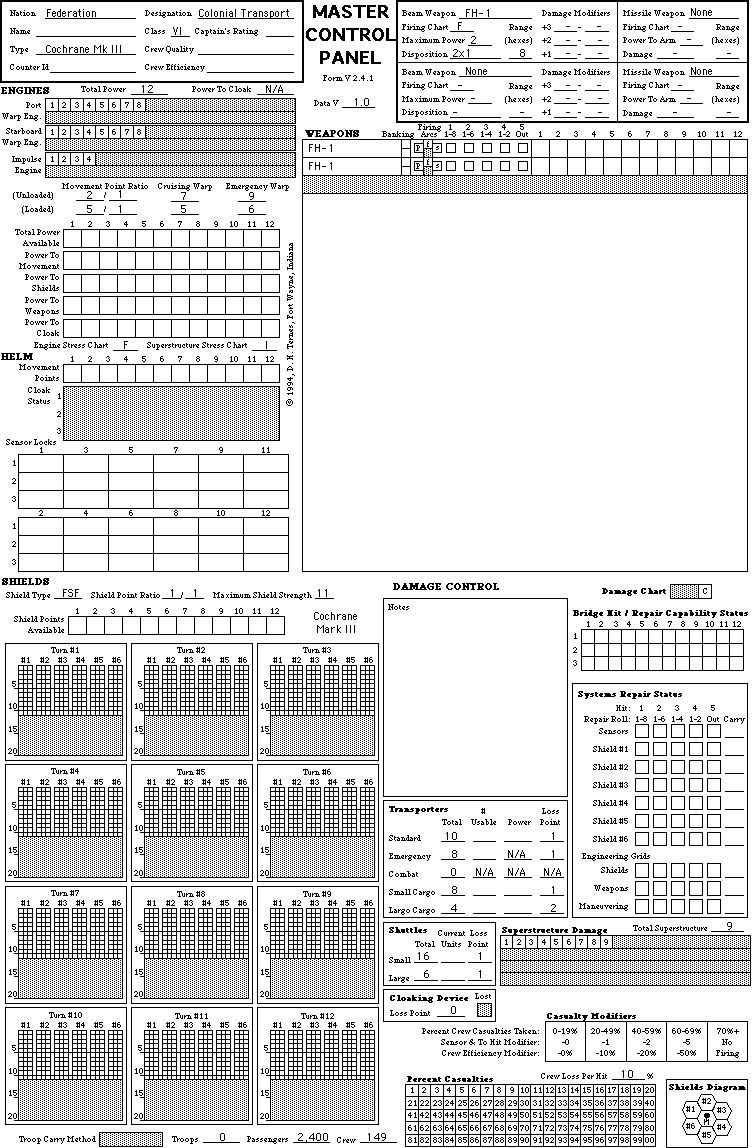 Nation Federation Designation Colonial Transport
Name Class VI Captain's Rating
Type Cochrane Mk III Crew Quality
Counter Id Crew Efficiency
MASTER CONTROL PANEL
Form V 2.4.1
Data V 1.0
Beam Weapon FH-1 Damage Modifiers
Firing Chart F Range +3 - - -
Maximum Power 2 (hexes) +2 - - -
Disposition 2x1 8 +1 - - -
Missile Weapon None
Firing Chart - Range
Power To Arm - (hexes)
Damage - -
Beam Weapon None Damage Modifiers
Firing Chart - Range +3 - - -
Maximum Power - (hexes) +2 - - -
Disposition - - +1 - - -
Missile Weapon None
Firing Chart - Range
Power To Arm - (hexes)
Damage - -
ENGINES Total Power 12 Power To Cloak N/A
Port Warp Eng. 1 2 3 4 5 6 7 8
Starboard Warp Eng. 1 2 3 4 5 6 7 8
Impulse Engine 1 2 3 4
Movement Point Ratio Cruising Warp Emergency Warp
(Unloaded) 2 / 1 7 9
(Loaded) 5 / 1 5 6
1 2 3 4 5 6 7 8 9 10 11 12
Total Power Available
Power To Movement
Power To Shields
Power To Weapons
Power To Cloak
Engine Stress Chart F Superstructure Stress Chart I
© 1994, D. H. Ternes, Fort Wayne, Indiana
HELM
1 2 3 4 5 6 7 8 9 10 11 12
Movement Points
Cloak Status 1
2
3
Sensor Locks
1 3 5 7 9 11
1
2
3
2 4 6 8 10 12
1
2
3
WEAPONS Banking Firing Arcs 1 2 3 4 5
1-8 1-6 1-4 1-2 Out 1 2 3 4 5 6 7 8 9 10 11 12
FH-1 p f s
FH-1 p f s
SHIELDS
Shield Type FSF Shield Point Ratio 1 / 1 Maximum Shield Strength 11
1 2 3 4 5 6 7 8 9 10 11 12
Shield Points Available
Cochrane Mark III
Turn #1 Turn #2 Turn #3
#1 #2 #3 #4 #5 #6 #1 #2 #3 #4 #5 #6 #1 #2 #3 #4 #5 #6
5 5 5
10 10 10
15 15 15
20 20 20
Turn #4 Turn #5 Turn #6
#1 #2 #3 #4 #5 #6 #1 #2 #3 #4 #5 #6 #1 #2 #3 #4 #5 #6
5 5 5
10 10 10
15 15 15
20 20 20
Turn #7 Turn #8 Turn #9
#1 #2 #3 #4 #5 #6 #1 #2 #3 #4 #5 #6 #1 #2 #3 #4 #5 #6
5 5 5
10 10 10
15 15 15
20 20 20
Turn #10 Turn #11 Turn #12
#1 #2 #3 #4 #5 #6 #1 #2 #3 #4 #5 #6 #1 #2 #3 #4 #5 #6
5 5 5
10 10 10
15 15 15
20 20 20
Troop Carry Method Troops 0 Passengers 2,400 Crew 149
DAMAGE CONTROL
Notes
Damage Chart C
Bridge Hit / Repair Capability Status
1 2 3 4 5 6 7 8 9 10 11 12
1
2
3
Systems Repair Status
Hit: 1 2 3 4 5
Repair Roll: 1-8 1-6 1-4 1-2 Out Carry
Sensors
Shield #1
Shield #2
Shield #3
Shield #4
Shield #5
Shield #6
Engineering Grids
Shields
Weapons
Maneuvering
Transporters Total # Usable Power Loss Point
Standard 10 1
Emergency 8 N/A 1
Combat 0 N/A N/A N/A
Small Cargo 8 1
Large Cargo 4 2
Shuttles Total Current Units Loss Point
Small 16 1
Large 6 1
Cloaking Device Lost
Loss Point 0
Superstructure Damage Total Superstructure 9
1 2 3 4 5 6 7 8 9
Casualty Modifiers
Percent Crew Casualties Taken: 0-19% 20-49% 40-59% 60-69% 70%+
Sensor & To Hit Modifier: -0 -1 -2 -5 No
Crew Efficiency Modifier: -0% -10% -20% -50% Firing
Crew Loss Per Hit 10 %
Percent Casualties
1 2 3 4 5 6 7 8 9 10 11 12 13 14 15 16 17 18 19 20
21 22 23 24 25 26 27 28 29 30 31 32 33 34 35 36 37 38 39 40
41 42 43 44 45 46 47 48 49 50 51 52 53 54 55 56 57 58 59 60
61 62 63 64 65 66 67 68 69 70 71 72 73 74 75 76 77 78 79 80
81 82 83 84 85 86 87 88 89 90 91 92 93 94 95 96 97 98 99 00
Shields Diagram
#2
#1 #3
#6 #4
#5